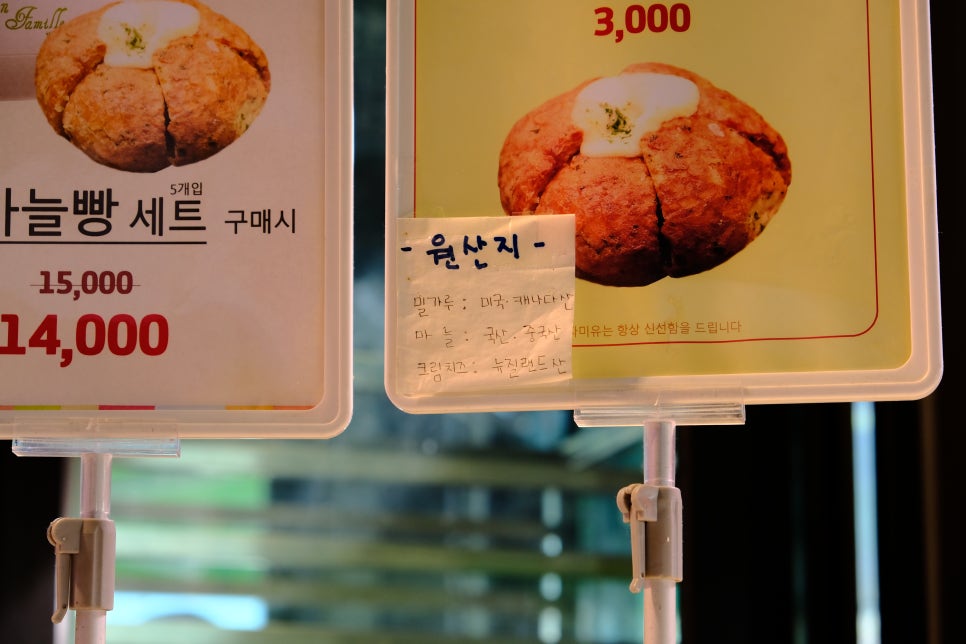 Famille
5개입
마늘빵 세트 구매시
15,000
14,000
3,000
- 원산지 -
밀가루 : 미국·캐나다산
마늘 : 국산·중국산
크림치즈 : 뉴질랜드산
미유는 항상 신선함을 드립니다